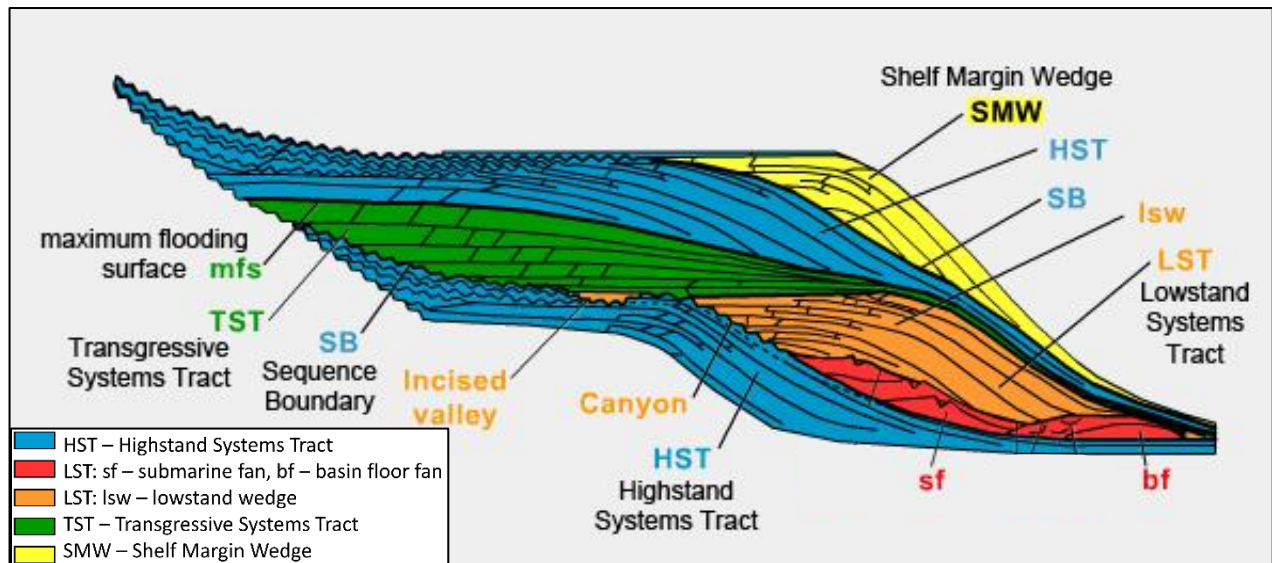 Shelf Margin Wedge
SMW
HST
SB
lsw
LST
Lowstand
Systems
Tract
maximum flooding
surface mfs
TST
Transgressive
Systems Tract
SB
Sequence
Boundary
Incised
valley
Canyon
HST
Highstand
Systems Tract
sf
bf
HST – Highstand Systems Tract
LST: sf – submarine fan, bf – basin floor fan
LST: lsw – lowstand wedge
TST – Transgressive Systems Tract
SMW – Shelf Margin Wedge